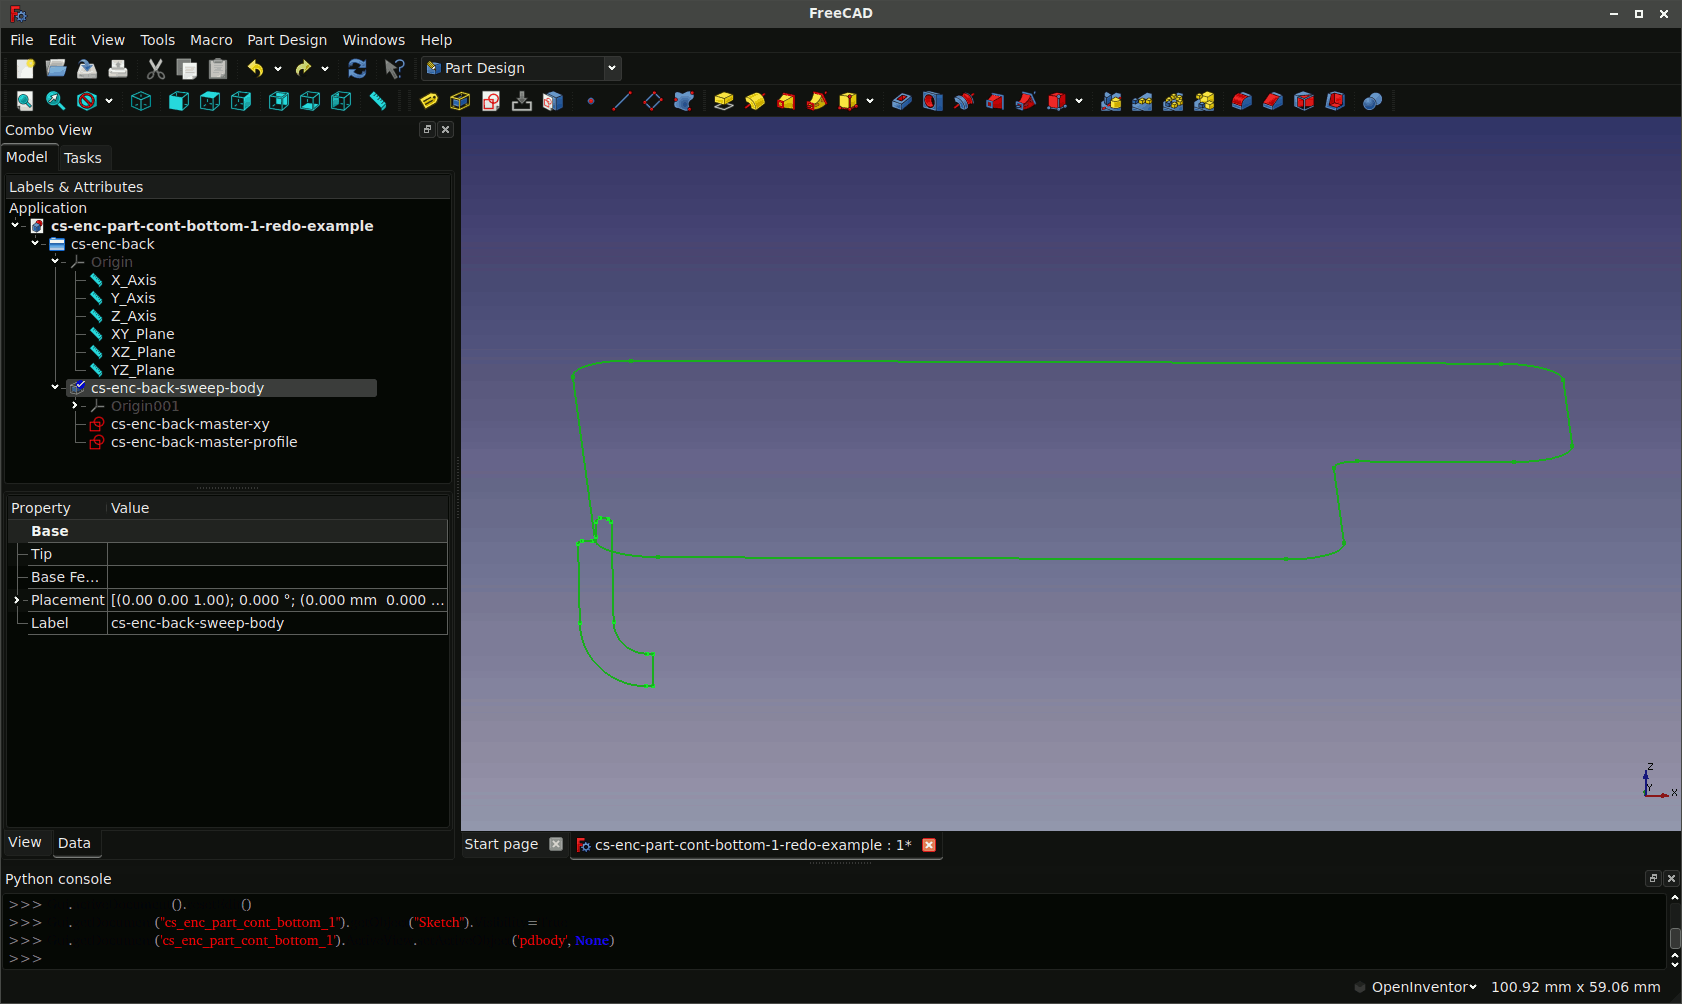 FreeCAD
File Edit View Tools Macro Part Design Windows Help
Part Design
Combo View
Model Tasks
Labels & Attributes
Application
cs-enc-part-cont-bottom-1-redo-example
cs-enc-back
Origin
X_Axis
Y_Axis
Z_Axis
XY_Plane
XZ_Plane
YZ_Plane
cs-enc-back-sweep-body
Origin001
cs-enc-back-master-xy
cs-enc-back-master-profile
Property Value
Base
Tip
Base Fe...
Placement [(0.00 0.00 1.00); 0.000 °; (0.000 mm 0.000 ...
Label cs-enc-back-sweep-body
Z
Y
X
View Data
Start page cs-enc-part-cont-bottom-1-redo-example : 1*
Python console
>>> . (). ()
>>> . ("cs_enc_part_cont_bottom_1"). ("Sketch"). =
>>> . ('cs_enc_part_cont_bottom_1'). . ('pdbody', None)
>>>
OpenInventor 100.92 mm x 59.06 mm